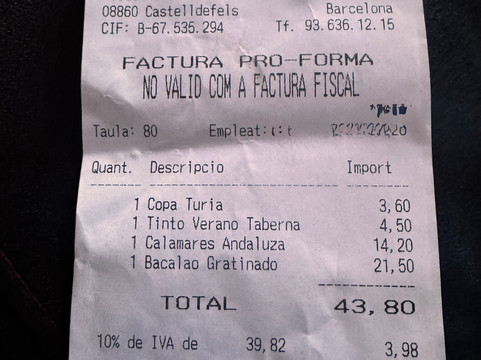 08860 Castelldefels Barcelona
CIF: B-67.535.294 Tf. 93.636.12.15
FACTURA PRO-FORMA
NO VALID COM A FACTURA FISCAL
Taula: 80 Empleat:
Quant. Descripcio Import
1 Copa Turia 3,60
1 Tinto Verano Taberna 4,50
1 Calamares Andaluza 14,20
1 Bacalao Gratinado 21,50
TOTAL 43,80
10% de IVA de 39,82 3,98